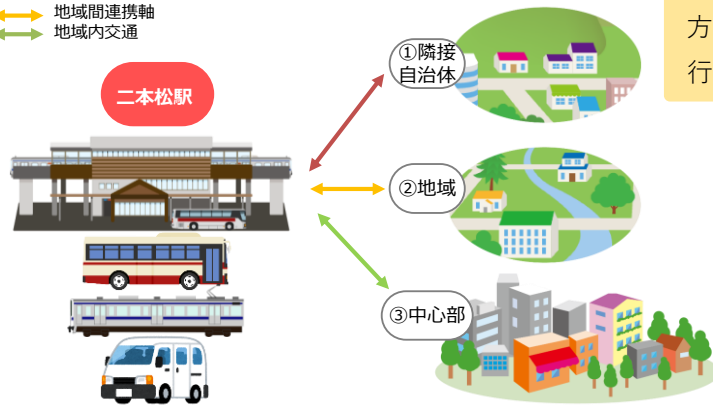 地域間連携軸
地域内交通
方
行
二本松駅
①隣接
自治体
②地域
③中心部